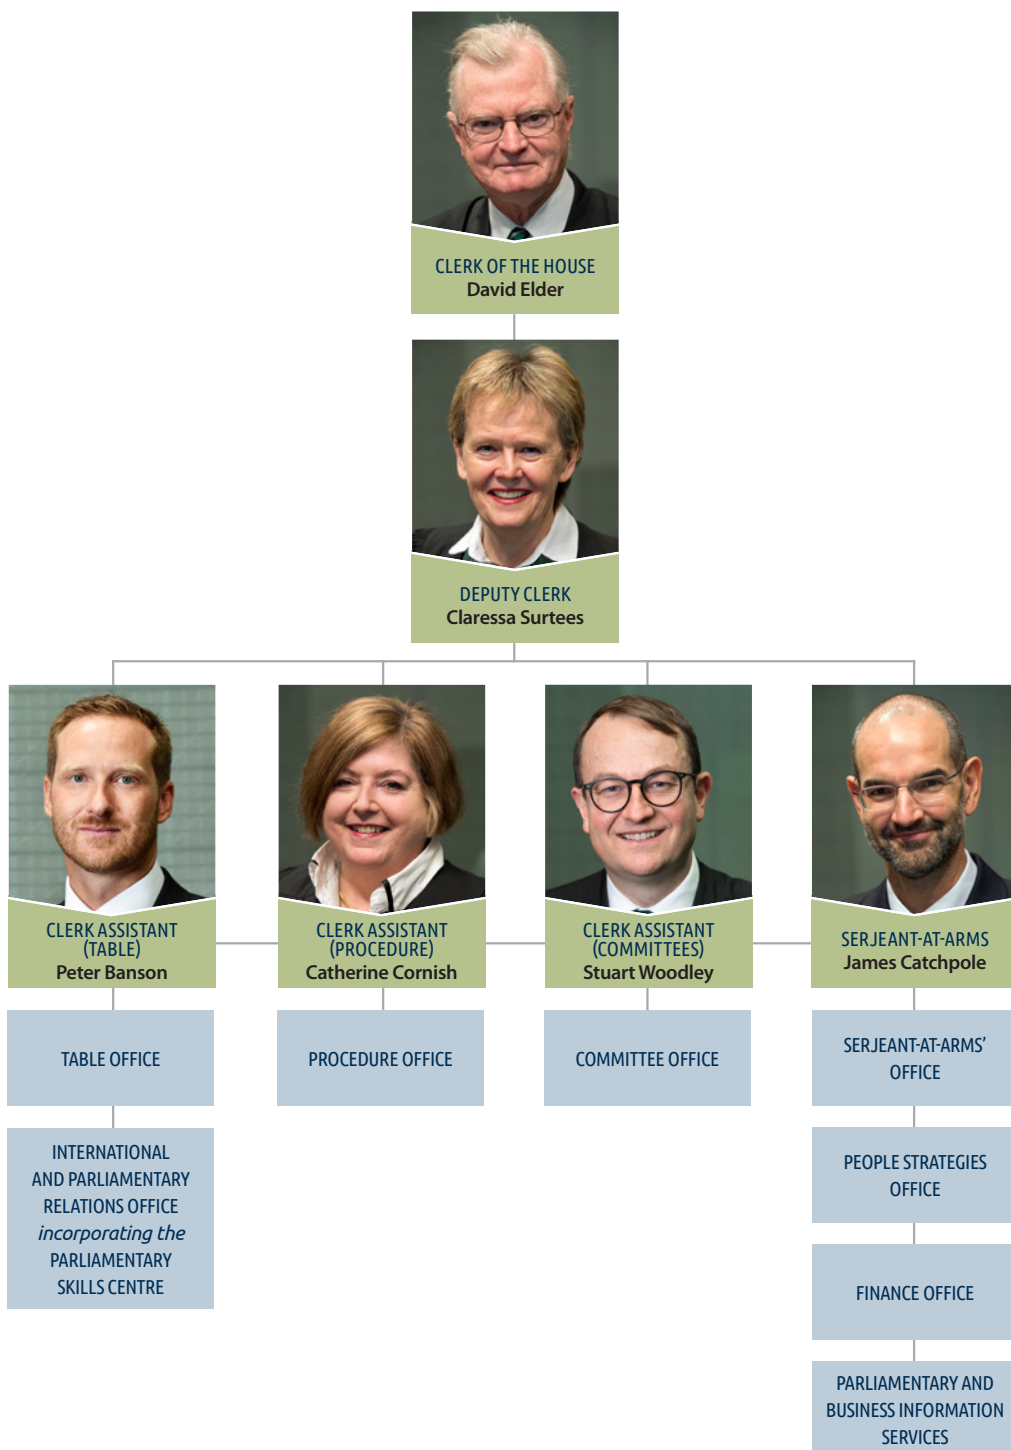 CLERK OF THE HOUSE
David Elder
DEPUTY CLERK
Claressa Surtees
CLERK ASSISTANT
(TABLE)
Peter Banson
CLERK ASSISTANT
(PROCEDURE)
Catherine Cornish
CLERK ASSISTANT
(COMMITTEES)
Stuart Woodley
SERJEANT-AT-ARMS
James Catchpole
TABLE OFFICE
INTERNATIONAL
AND PARLIAMENTARY
RELATIONS OFFICE
incorporating the
PARLIAMENTARY
SKILLS CENTRE
PROCEDURE OFFICE
COMMITTEE OFFICE
SERJEANT-AT-ARMS’
OFFICE
PEOPLE STRATEGIES
OFFICE
FINANCE OFFICE
PARLIAMENTARY AND
BUSINESS INFORMATION
SERVICES